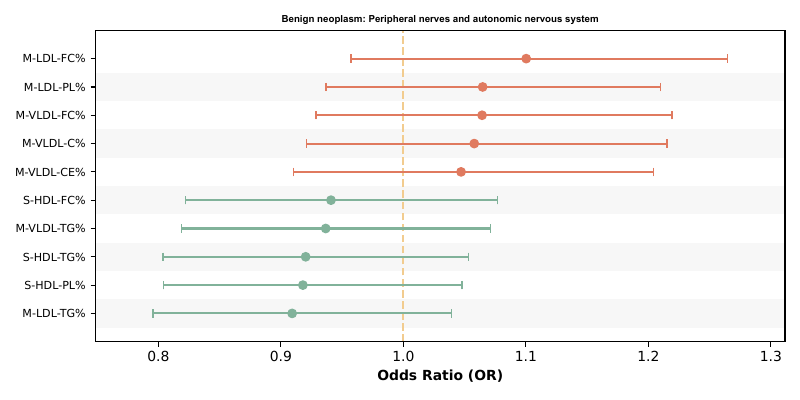 Benign neoplasm: Peripheral nerves and autonomic nervous system
M-LDL-FC%
M-LDL-PL%
M-VLDL-FC%
M-VLDL-C%
M-VLDL-CE%
S-HDL-FC%
M-VLDL-TG%
S-HDL-TG%
S-HDL-PL%
M-LDL-TG%
0.8 0.9 1.0 1.1 1.2 1.3
Odds Ratio (OR)